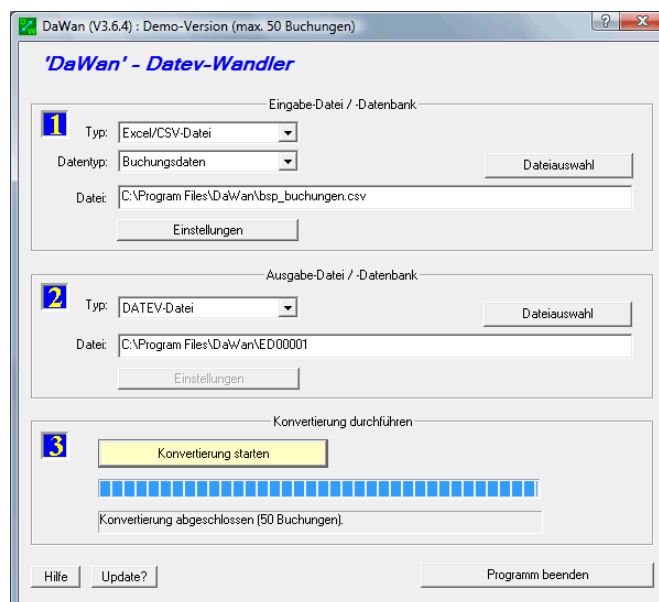 DaWan (V3.6.4) : Demo-Version (max. 50 Buchungen)
'DaWan' - Datev-Wandler
Eingabe-Datei / -Datenbank
1
Typ: Excel/CSV-Datei
Datentyp: Buchungsdaten Dateiauswahl
Datei: C:\Program Files\DaWan\bsp_buchungen.csv
Einstellungen
Ausgabe-Datei / -Datenbank
2
Typ: DATEV-Datei Dateiauswahl
Datei: C:\Program Files\DaWan\ED00001
Einstellungen
Konvertierung durchführen
3
Konvertierung starten
Konvertierung abgeschlossen (50 Buchungen).
Hilfe Update? Programm beenden